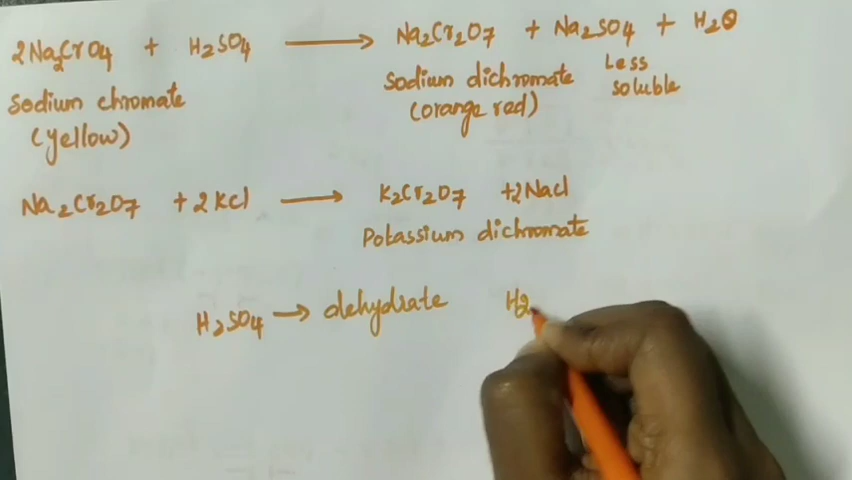 2Na2CrO4 + H2SO4 ⟶ Na2Cr2O7 + Na2SO4 + H2O
Sodium chromate (yellow)
Sodium dichromate (orange red)
Less soluble
Na2Cr2O7 + 2KCl ⟶ K2Cr2O7 + 2NaCl
Potassium dichromate
H2SO4 ⟶ dehydrate H2